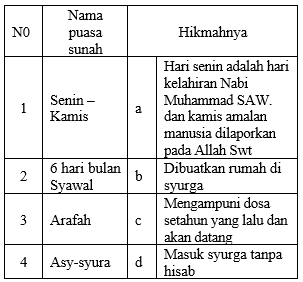 N0 Nama puasa sunah Hikmahnya
1 Senin – Kamis a Hari senin adalah hari
kelahiran Nabi
Muhammad SAW.
dan kamis amalan
manusia dilaporkan
pada Allah Swt
2 6 hari bulan Syawal b Dibuatkan rumah di
syurga
3 Arafah c Mengampuni dosa
setahun yang lalu dan
akan datang
4 Asy-syura d Masuk syurga tanpa
hisab